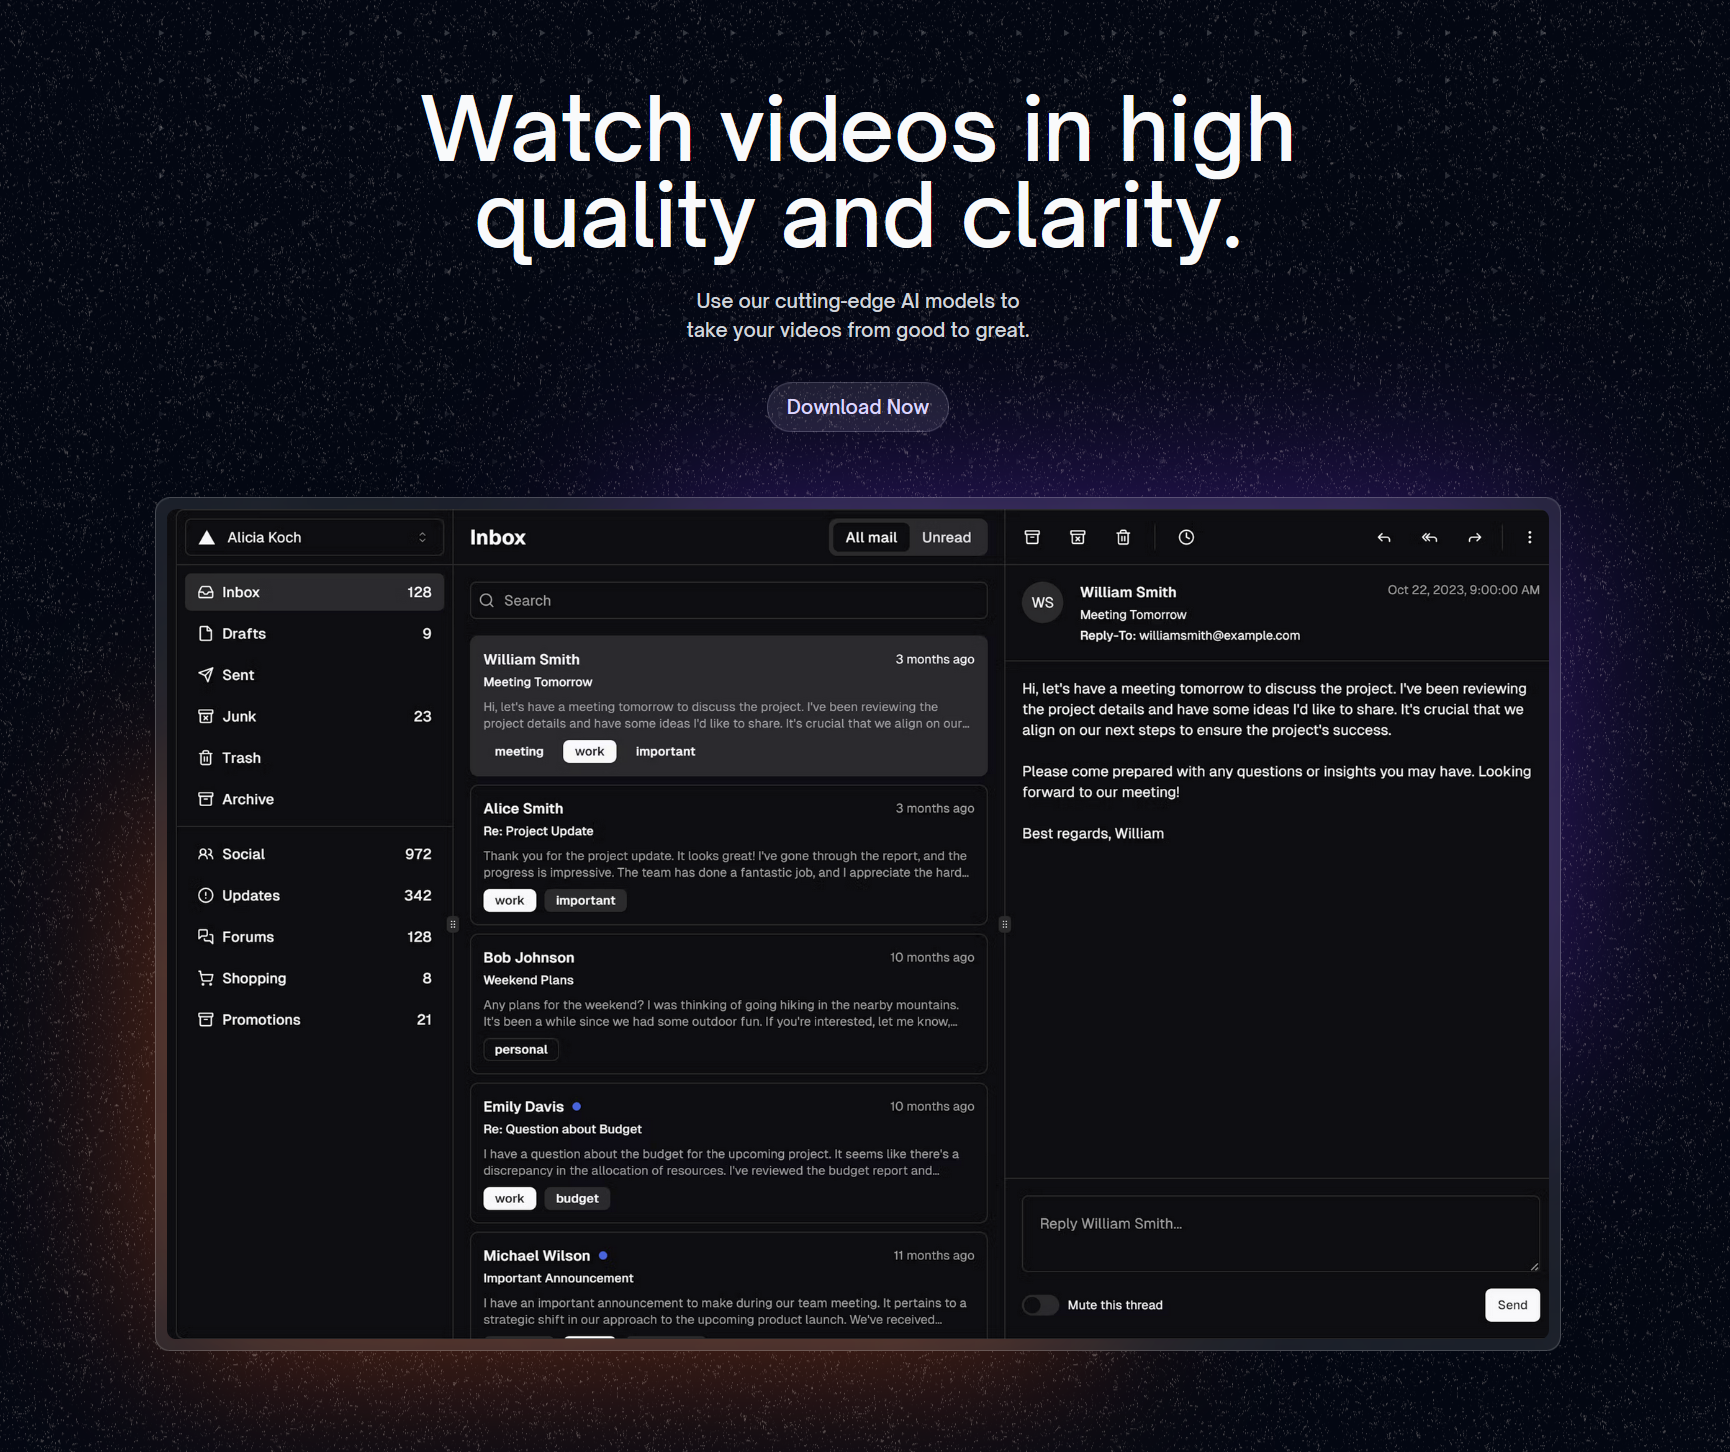 Watch videos in high
quality and clarity.
Use our cutting-edge AI models to
take your videos from good to great.
Download Now
Alicia Koch
Inbox 128
Drafts 9
Sent
Junk 23
Trash
Archive
Social 972
Updates 342
Forums 128
Shopping 8
Promotions 21
Inbox
All mail Unread
Search
William Smith 3 months ago
Meeting Tomorrow
Hi, let's have a meeting tomorrow to discuss the project. I've been reviewing the
project details and have some ideas I'd like to share. It's crucial that we align on our...
meeting work important
Alice Smith 3 months ago
Re: Project Update
Thank you for the project update. It looks great! I've gone through the report, and the
progress is impressive. The team has done a fantastic job, and I appreciate the hard...
work important
Bob Johnson 10 months ago
Weekend Plans
Any plans for the weekend? I was thinking of going hiking in the nearby mountains.
It's been a while since we had some outdoor fun. If you're interested, let me know,...
personal
Emily Davis 10 months ago
Re: Question about Budget
I have a question about the budget for the upcoming project. It seems like there's a
discrepancy in the allocation of resources. I've reviewed the budget report and...
work budget
Michael Wilson 11 months ago
Important Announcement
I have an important announcement to make during our team meeting. It pertains to a
strategic shift in our approach to the upcoming product launch. We've received...
WS
William Smith Oct 22, 2023, 9:00:00 AM
Meeting Tomorrow
Reply-To: williamsmith@example.com
Hi, let's have a meeting tomorrow to discuss the project. I've been reviewing
the project details and have some ideas I'd like to share. It's crucial that we
align on our next steps to ensure the project's success.
Please come prepared with any questions or insights you may have. Looking
forward to our meeting!
Best regards, William
Reply William Smith...
Mute this thread Send